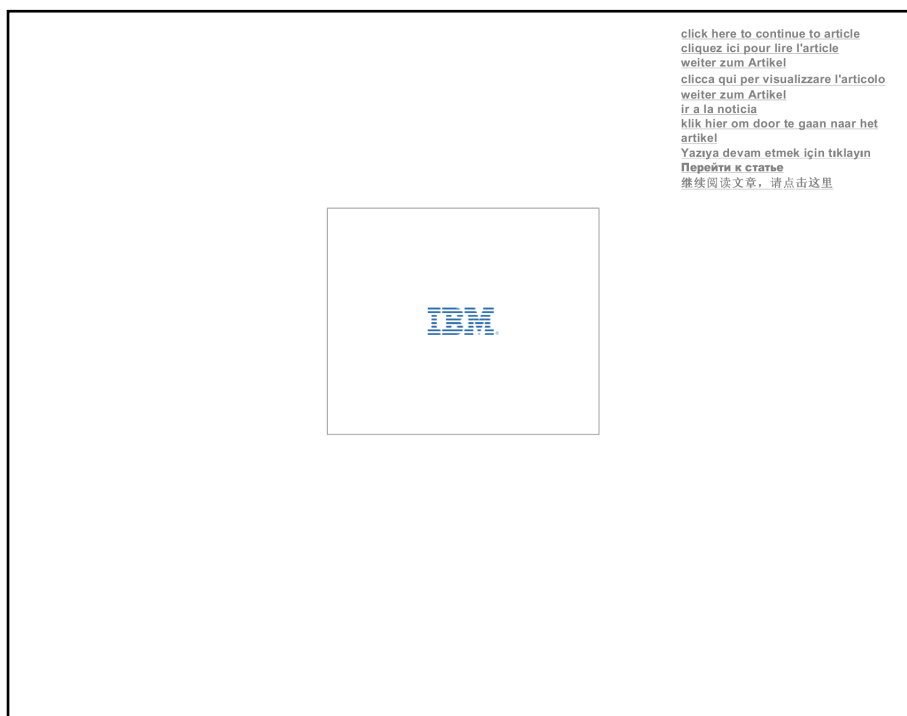 click here to continue to article
cliquez ici pour lire l'article
weiter zum Artikel
clicca qui per visualizzare l'articolo
weiter zum Artikel
ir a la noticia
klik hier om door te gaan naar het
artikel
Yazıya devam etmek için tıklayın
Перейти к статье
继续阅读文章，请点击这里
IBM